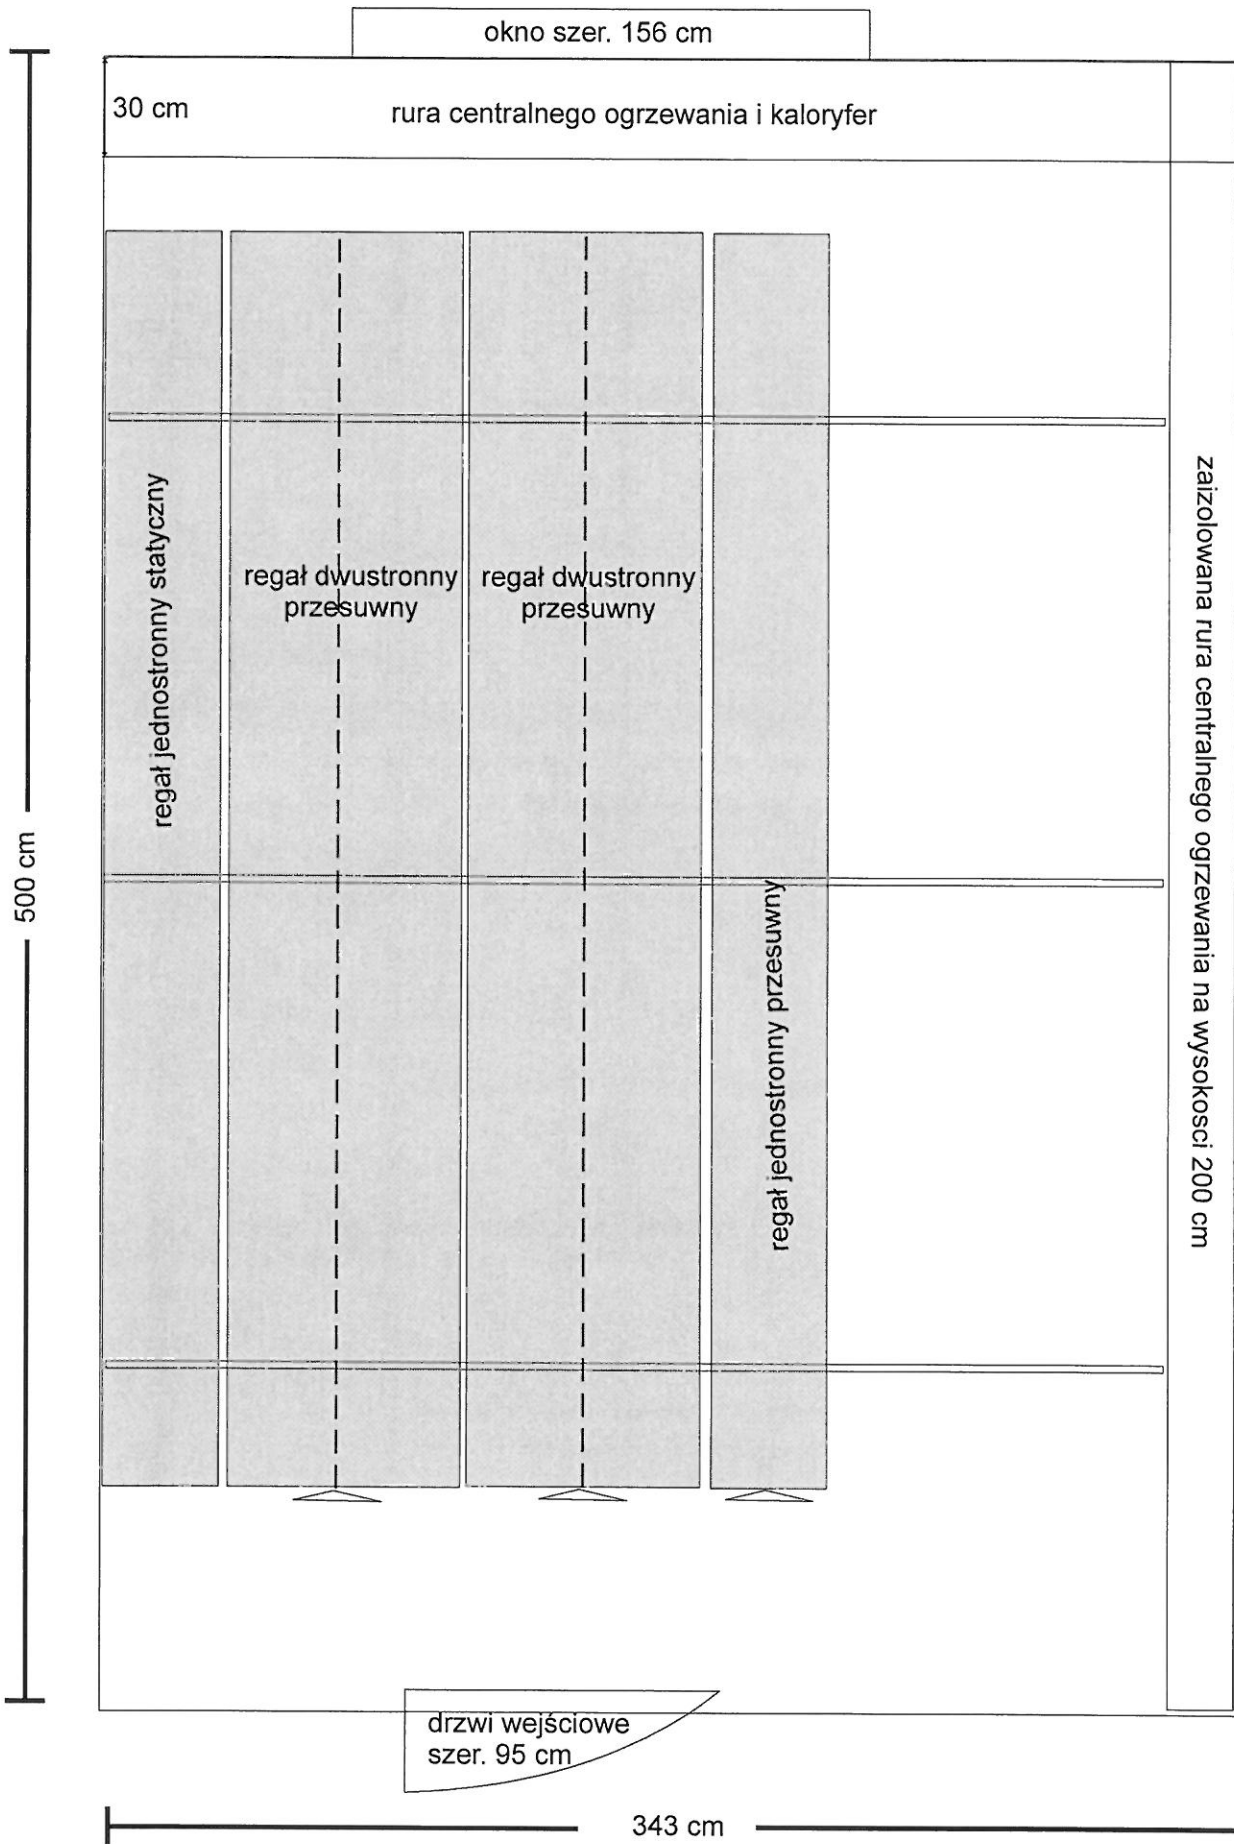 okno szer. 156 cm
30 cm
rura centralnego ogrzewania i kaloryfer
regał jednostronny statyczny
regał dwustronny
przesuwny
regał dwustronny
przesuwny
regał jednostronny przesuwny
zaizolowana rura centralnego ogrzewania na wysokosci 200 cm
500 cm
drzwi wejściowe
szer. 95 cm
343 cm